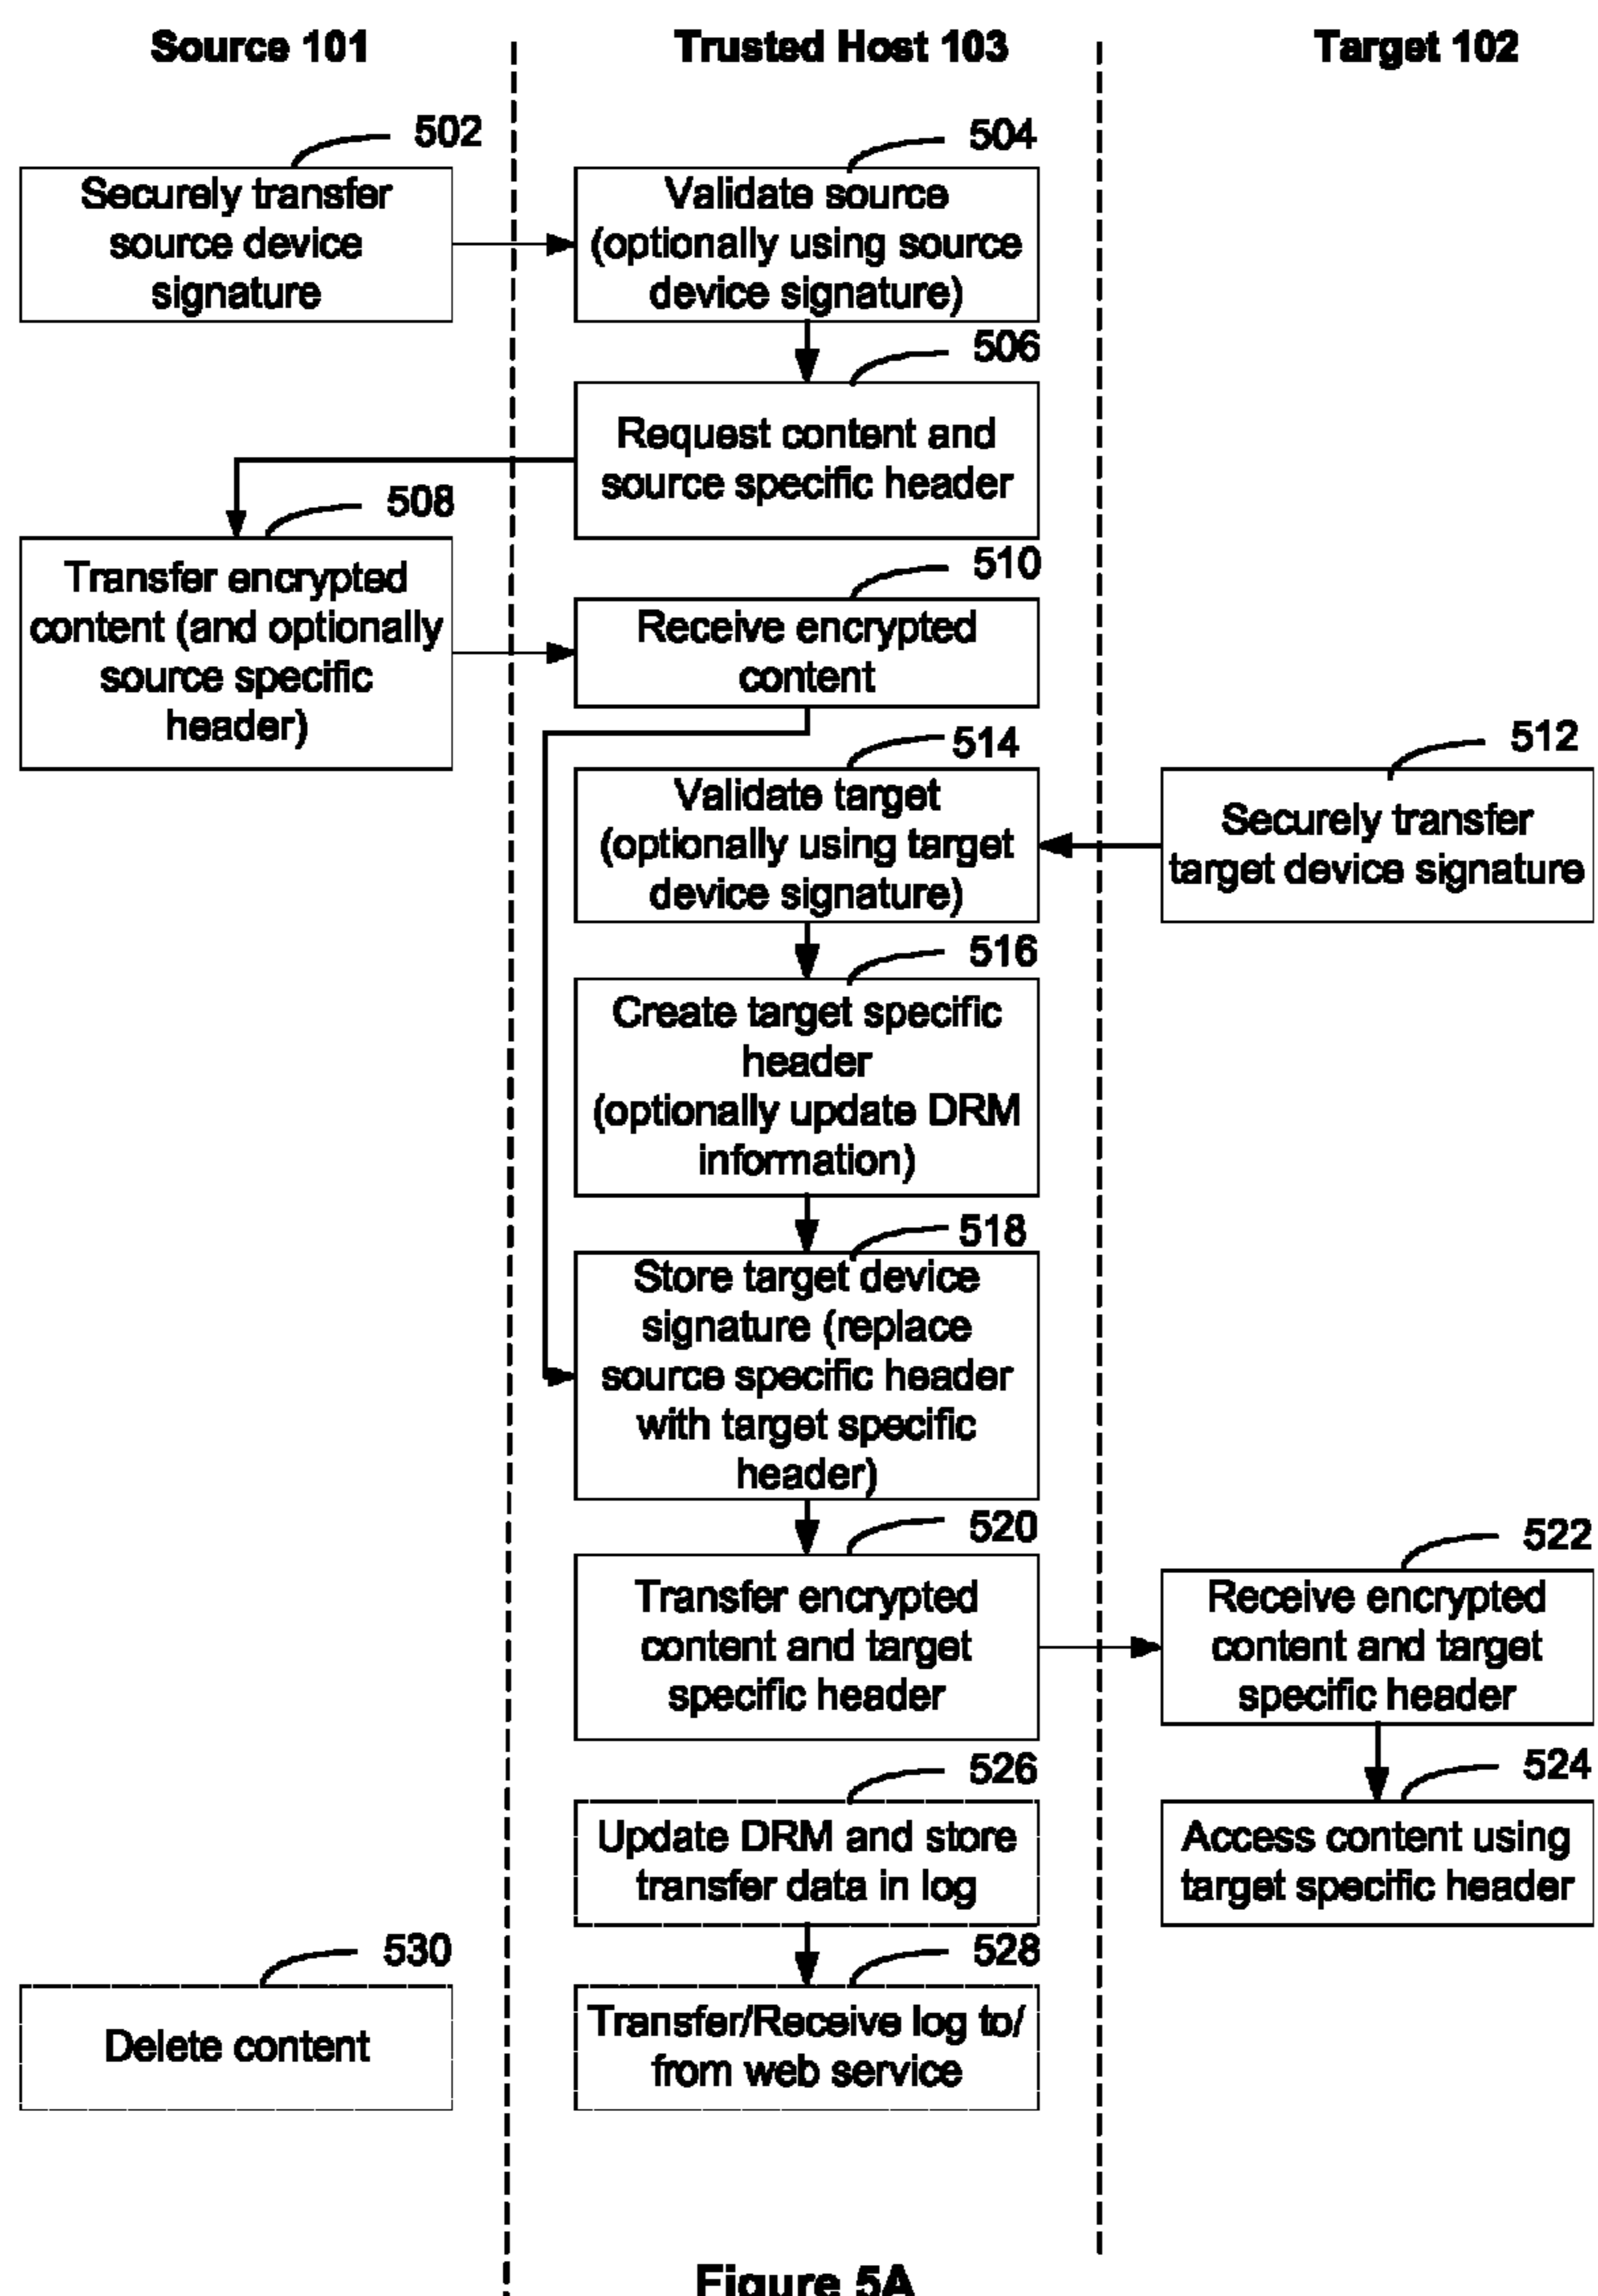 Source 101
Trusted Host 103
Target 102
502
Securely transfer
source device
signature
504
Validate source
(optionally using source
device signature)
506
Request content and
source specific header
508
Transfer encrypted
content (and optionally
source specific
header)
510
Receive encrypted
content
512
Securely transfer
target device signature
514
Validate target
(optionally using target
device signature)
516
Create target specific
header
(optionally update DRM
information)
518
Store target device
signature (replace
source specific header
with target specific
header)
520
Transfer encrypted
content and target
specific header
522
Receive encrypted
content and target
specific header
524
Access content using
target specific header
526
Update DRM and store
transfer data in log
528
Transfer/Receive log to/
from web service
530
Delete content
Figure 5A